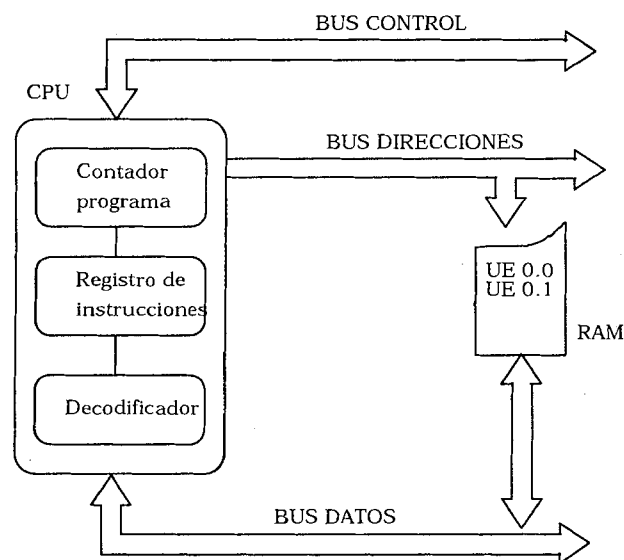 BUS CONTROL
CPU
BUS DIRECCIONES
Contador
programa
Registro de
instrucciones
Decodificador
UE 0.0
UE 0.1
RAM
BUS DATOS